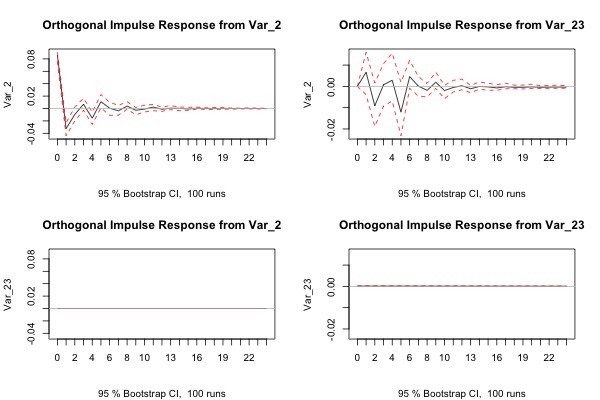 Orthogonal Impulse Response from Var_2
Var_2
0.08
0.02
-0.04
0 2 4 6 8 10 13 16 19 22
95 % Bootstrap CI, 100 runs
Orthogonal Impulse Response from Var_23
Var_2
0.00
-0.02
0 2 4 6 8 10 13 16 19 22
95 % Bootstrap CI, 100 runs
Orthogonal Impulse Response from Var_2
Var_23
0.08
0.02
-0.04
0 2 4 6 8 10 13 16 19 22
95 % Bootstrap CI, 100 runs
Orthogonal Impulse Response from Var_23
Var_23
0.00
-0.02
0 2 4 6 8 10 13 16 19 22
95 % Bootstrap CI, 100 runs